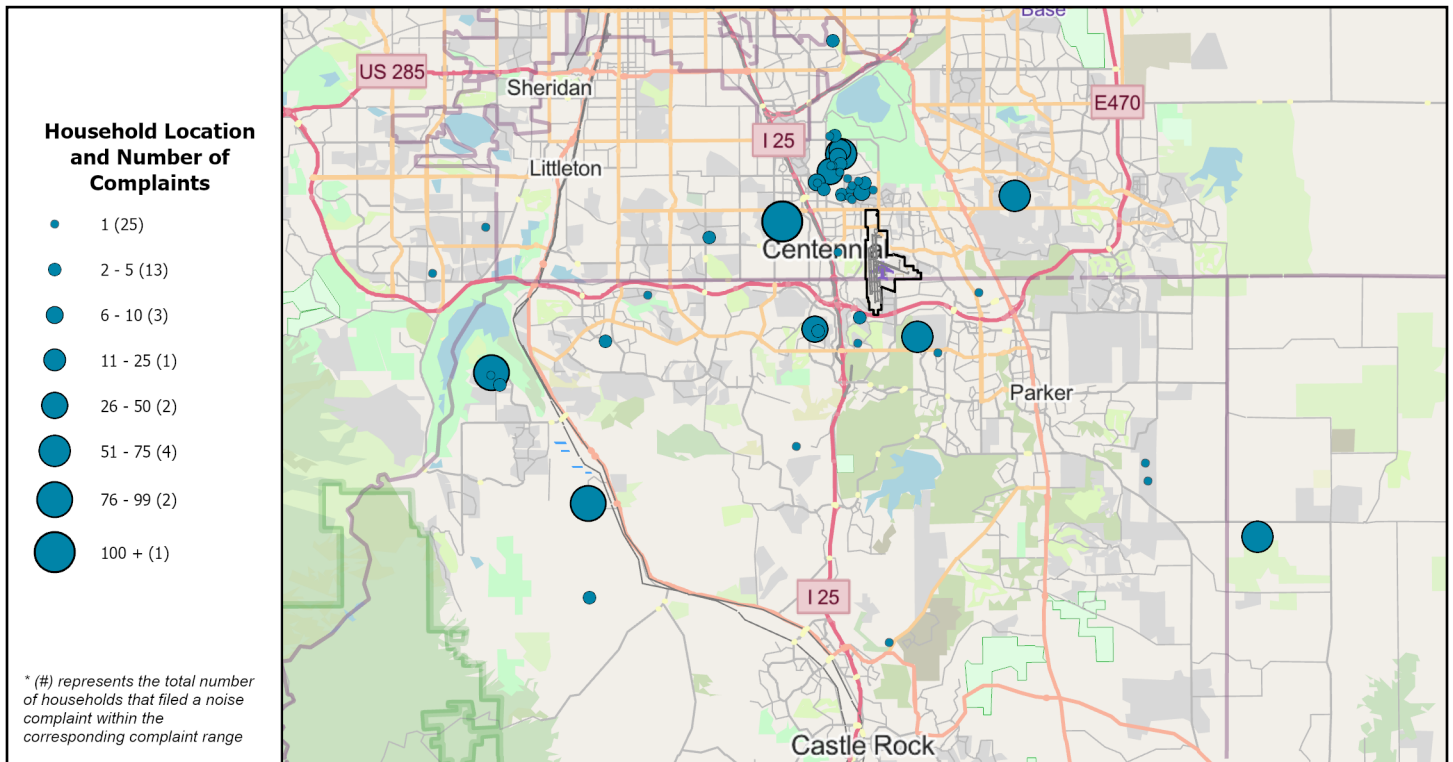 Household Location
and Number of
Complaints
1 (25)
2 - 5 (13)
6 - 10 (3)
11 - 25 (1)
26 - 50 (2)
51 - 75 (4)
76 - 99 (2)
100 + (1)
* (#) represents the total number
of households that filed a noise
complaint within the
corresponding complaint range
Base
US 285
Sheridan
E470
I 25
Littleton
Centennial
Parker
I 25
Castle Rock